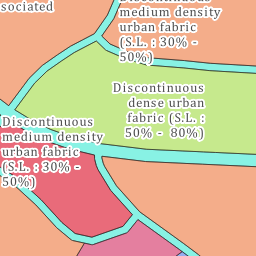 sociated
Discontinuous
medium density
urban fabric
(S.L. : 30% -
50%)
Discontinuous
dense urban
fabric (S.L. :
50% -  80%)
Discontinuous
medium density
urban fabric
(S.L. : 30% -
50%)